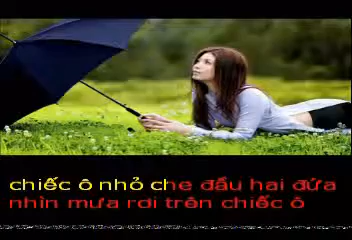 chiếc ô nhỏ che đầu hai đứa
nhìn mưa rơi trên chiếc ô